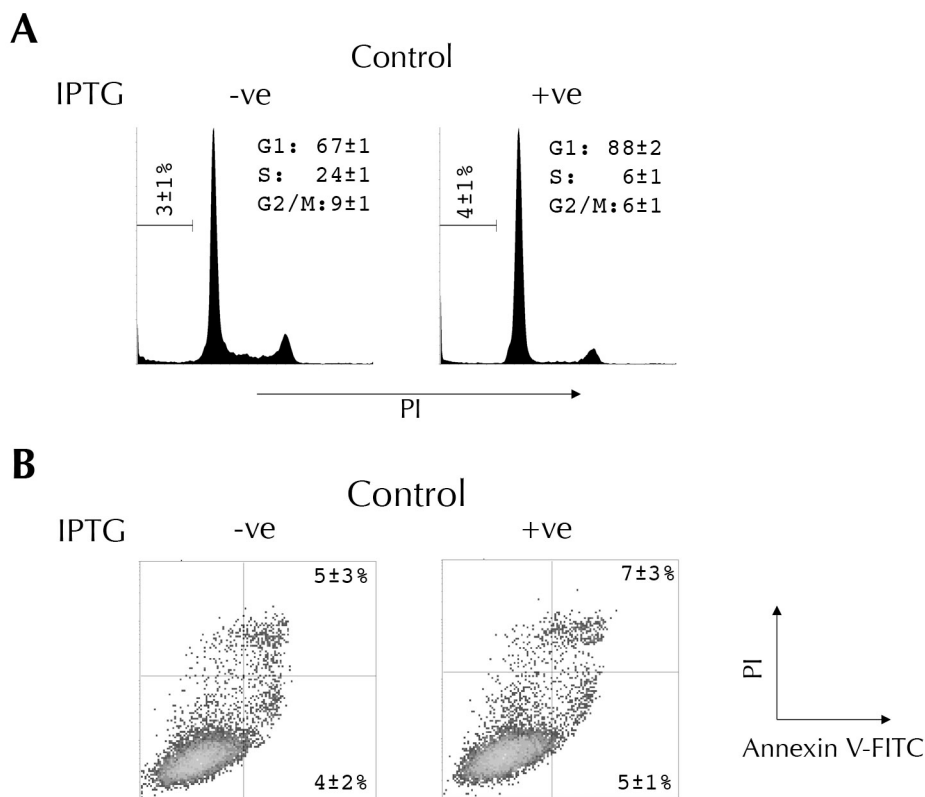 A
Control
IPTG -ve +ve
3±1%
G1: 67±1
S: 24±1
G2/M:9±1
4±1%
G1: 88±2
S: 6±1
G2/M:6±1
PI
B
Control
IPTG -ve +ve
5±3%
4±2%
7±3%
5±1%
PI
Annexin V-FITC